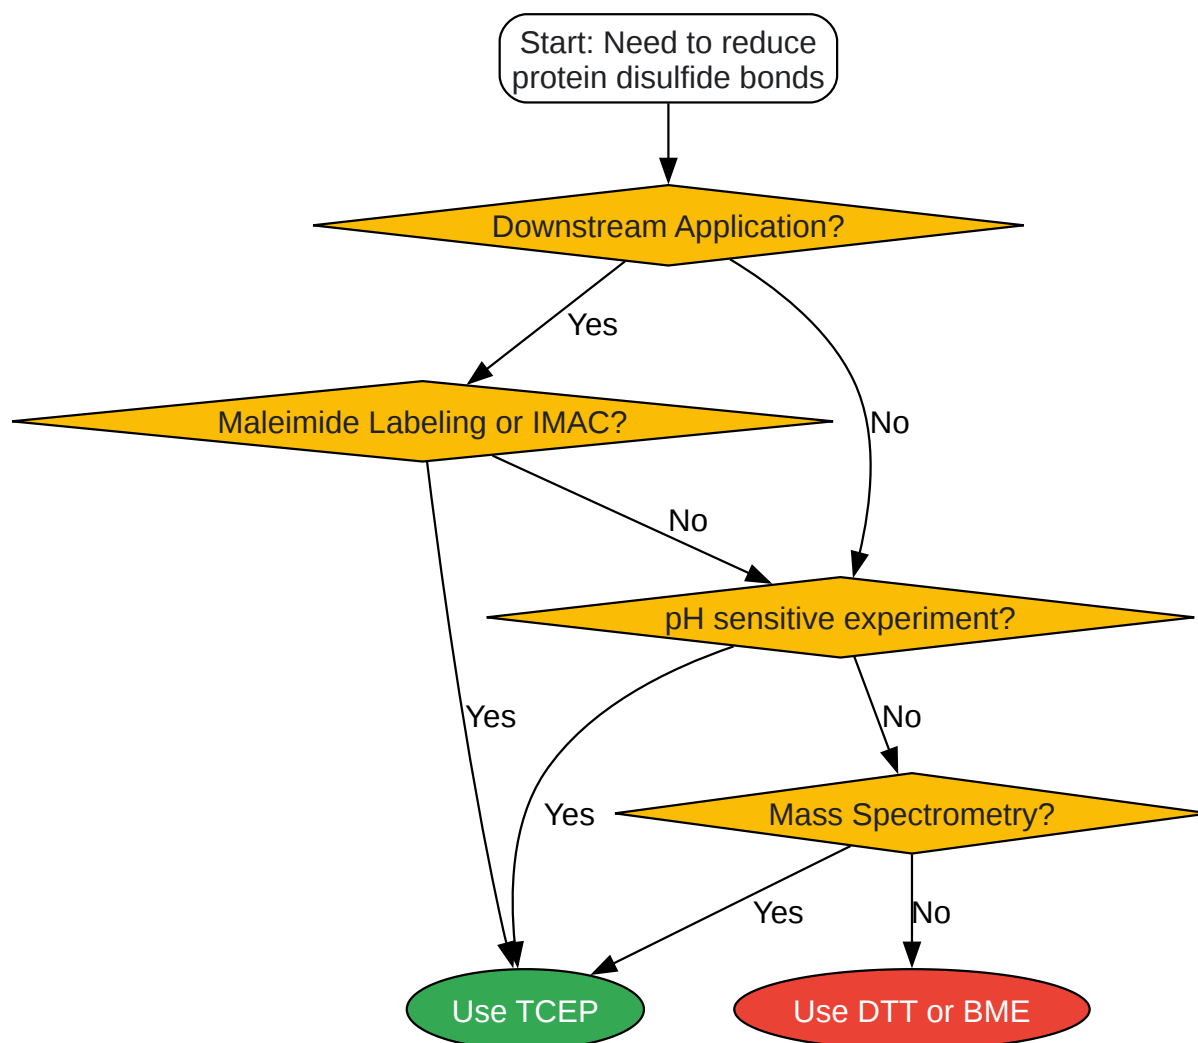 Start: Need to reduce
protein disulfide bonds
Downstream Application?
Yes
Maleimide Labeling or IMAC?
No
No
pH sensitive experiment?
Yes
No
Yes
Mass Spectrometry?
Yes
No
Use TCEP
Use DTT or BME